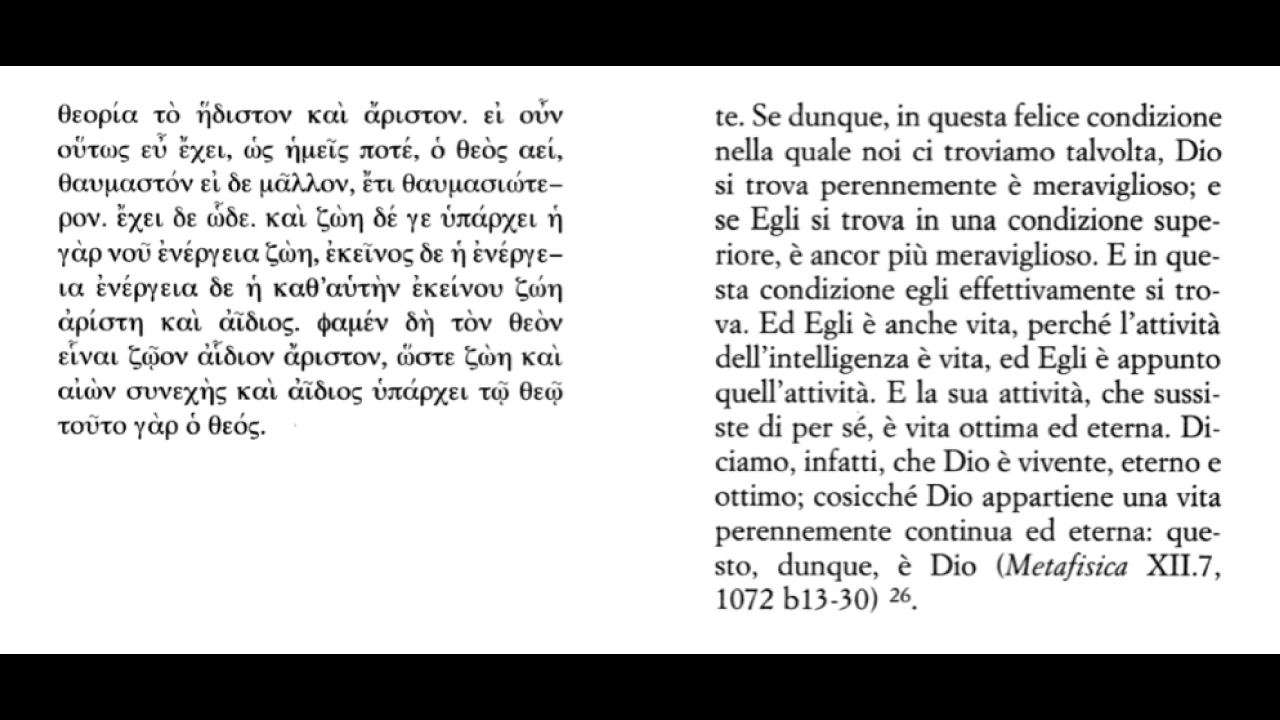 θεορία τὸ ἥδιστον καὶ ἄριστον. εἰ οὖν
οὕτως εὖ ἔχει, ὡς ἡμεῖς ποτέ, ὁ θεὸς αεί,
θαυμαστόν εἰ δε μᾶλλον, ἔτι θαυμασιώτε–
ρον. ἔχει δε ὧδε. καὶ ζὼη δέ γε ὑπάρχει ἡ
γὰρ νοῦ ἐνέργεια ζὼη, ἐκεῖνος δε ἡ ἐνέργε–
ια ἐνέργεια δε ἡ καθ’αὑτὴν ἐκείνου ζώη
ἀρίστη καὶ ἀῖδιος. φαμέν δὴ τὸν θεὸν
εἶναι ζῷον ἀΐδιον ἄριστον, ὥστε ζὼη καὶ
αἰὼν συνεχὴς καὶ ἀῖδιος ὑπάρχει τῷ θεῷ
τοῦτο γὰρ ὁ θεός.
te. Se dunque, in questa felice condizione
nella quale noi ci troviamo talvolta, Dio
si trova perennemente è meraviglioso; e
se Egli si trova in una condizione supe-
riore, è ancor più meraviglioso. E in que-
sta condizione egli effettivamente si tro-
va. Ed Egli è anche vita, perché l’attività
dell’intelligenza è vita, ed Egli è appunto
quell’attività. E la sua attività, che sussi-
ste di per sé, è vita ottima ed eterna. Di-
ciamo, infatti, che Dio è vivente, eterno e
ottimo; cosicché Dio appartiene una vita
perennemente continua ed eterna: que-
sto, dunque, è Dio (Metafisica XII.7,
1072 b13-30) 26.